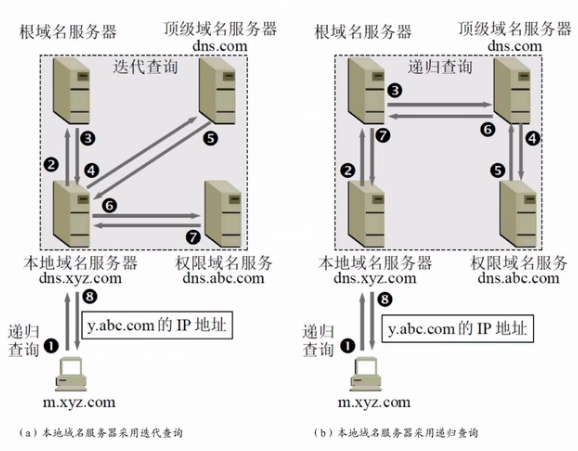 根域名服务器
顶级域名服务器
dns.com
迭代查询
❸
❷
❹
❺
❻
❼
本地域名服务器
dns.xyz.com
权限域名服务器
dns.abc.com
❽
y.abc.com的 IP 地址
递归
查询
❶
m.xyz.com
(a)本地域名服务器采用迭代查询
根域名服务器
顶级域名服务器
dns.com
递归查询
❸
❻
❼
❹
❷
❺
本地域名服务器
dns.xyz.com
权限域名服务
dns.abc.com
❽
y.abc.com的 IP 地址
递归
查询
❶
m.xyz.com
(b)本地域名服务器采用递归查询